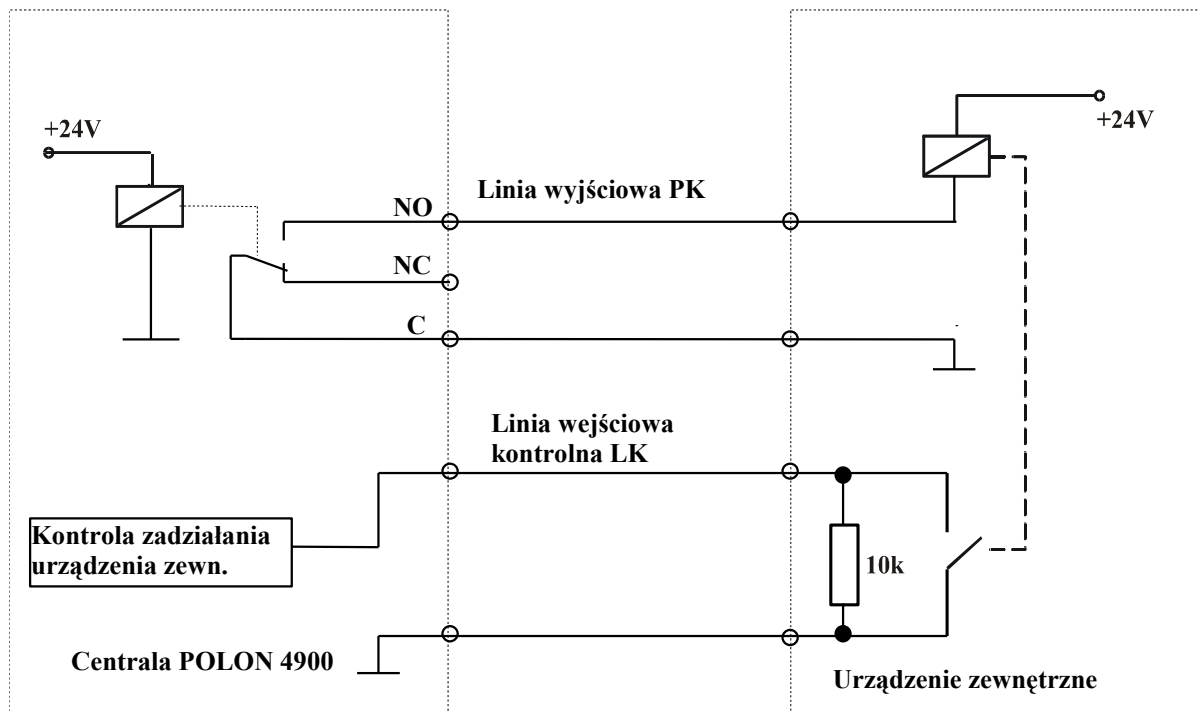 +24V
+24V
Linia wyjściowa PK
NO
NC
C
Linia wejściowa
kontrolna LK
Kontrola zadziałania
urządzenia zewn.
10k
Centrala POLON 4900
Urządzenie zewnętrzne